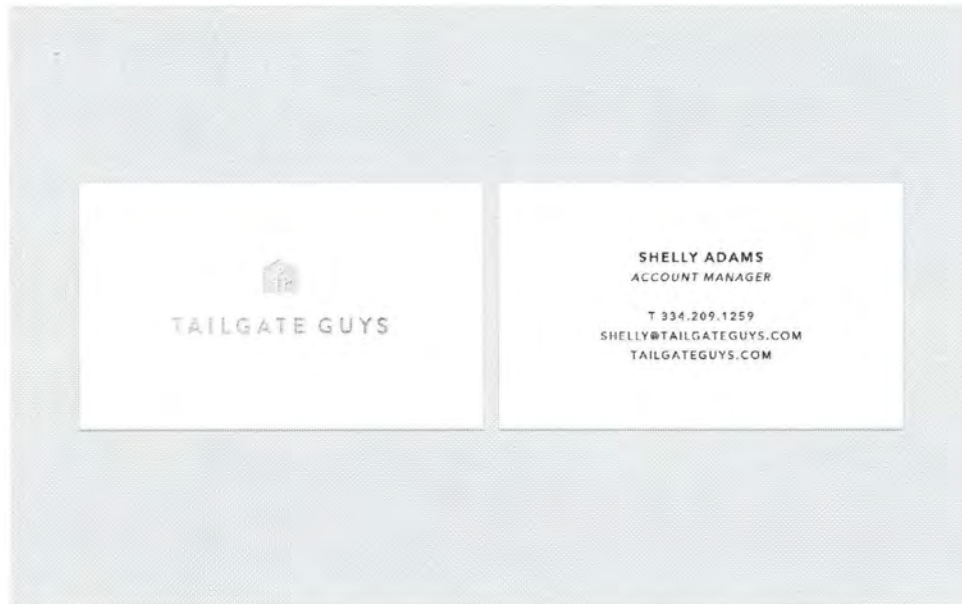 TAILGATE GUYS
SHELLY ADAMS
ACCOUNT MANAGER
T 334.209.1259
SHELLY@TAILGATEGUYS.COM
TAILGATEGUYS.COM